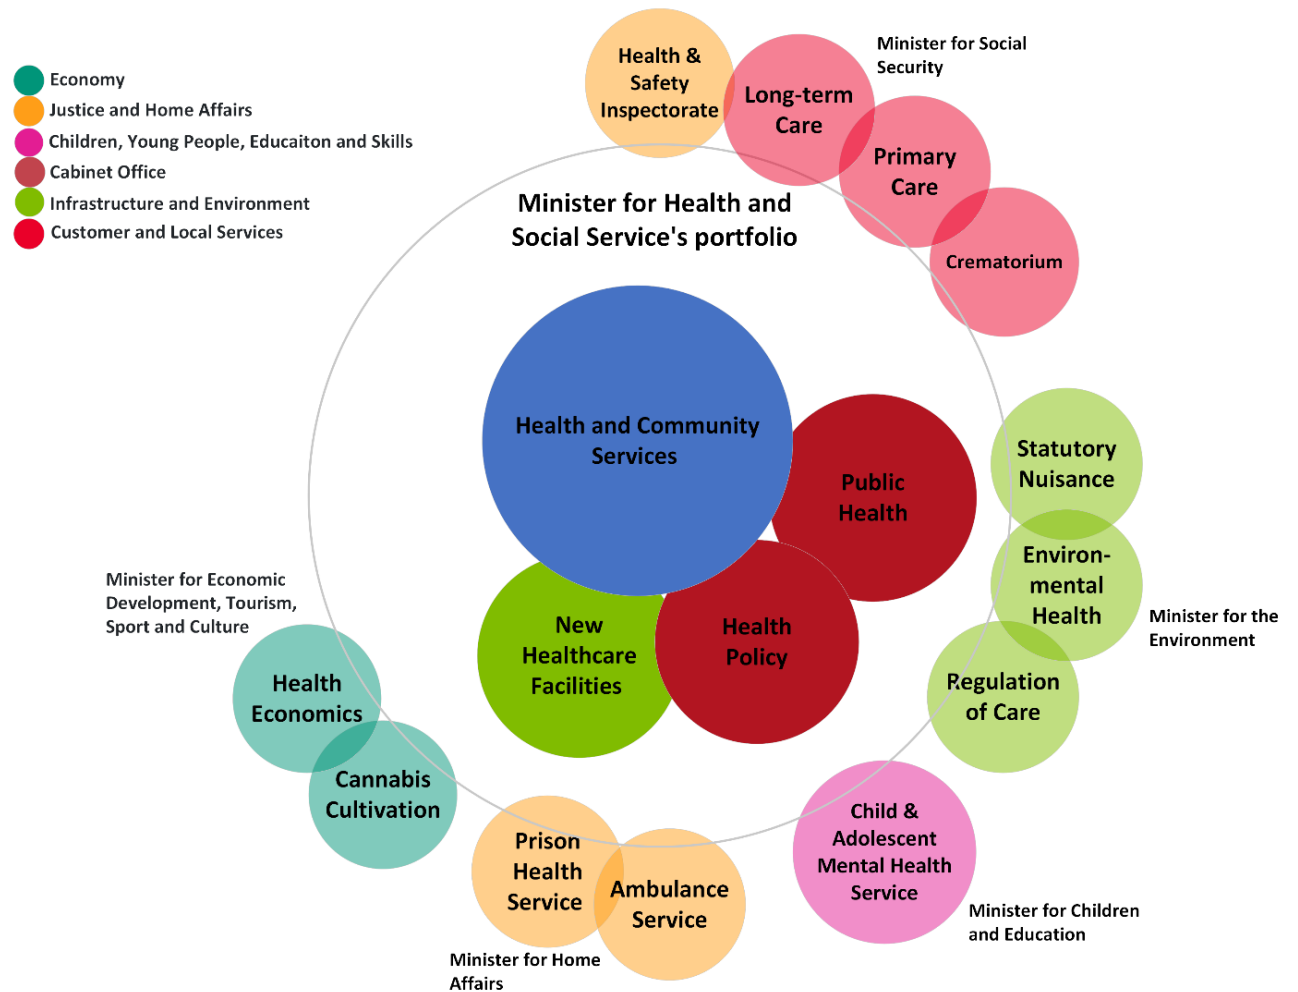 Economy
Justice and Home Affairs
Children, Young People, Educaiton and Skills
Cabinet Office
Infrastructure and Environment
Customer and Local Services
Health &
Safety
Inspectorate
Long-term
Care
Minister for Social
Security
Primary
Care
Crematorium
Minister for Health and
Social Service's portfolio
Health and Community
Services
Public
Health
Statutory
Nuisance
Environ-
mental
Health
Minister for the
Environment
Regulation
of Care
New
Healthcare
Facilities
Health
Policy
Minister for Economic
Development, Tourism,
Sport and Culture
Health
Economics
Cannabis
Cultivation
Prison
Health
Service
Ambulance
Service
Minister for Home
Affairs
Child &
Adolescent
Mental Health
Service
Minister for Children
and Education